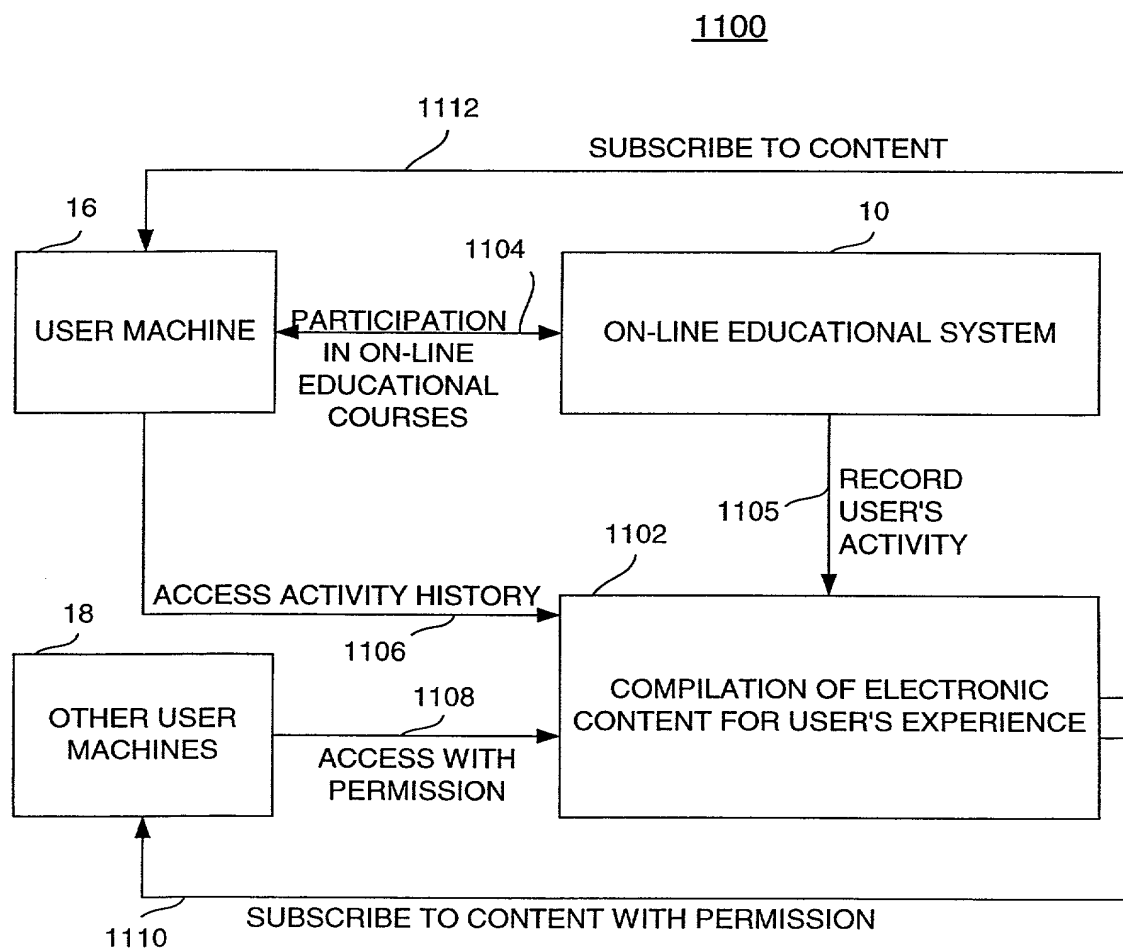 1100
1112
SUBSCRIBE TO CONTENT
16
10
1104
USER MACHINE
PARTICIPATION
IN ON-LINE
EDUCATIONAL
COURSES
ON-LINE EDUCATIONAL SYSTEM
1105
RECORD
USER'S
ACTIVITY
1102
ACCESS ACTIVITY HISTORY
1106
18
OTHER USER
MACHINES
1108
ACCESS WITH
PERMISSION
COMPILATION OF ELECTRONIC
CONTENT FOR USER'S EXPERIENCE
SUBSCRIBE TO CONTENT WITH PERMISSION
1110